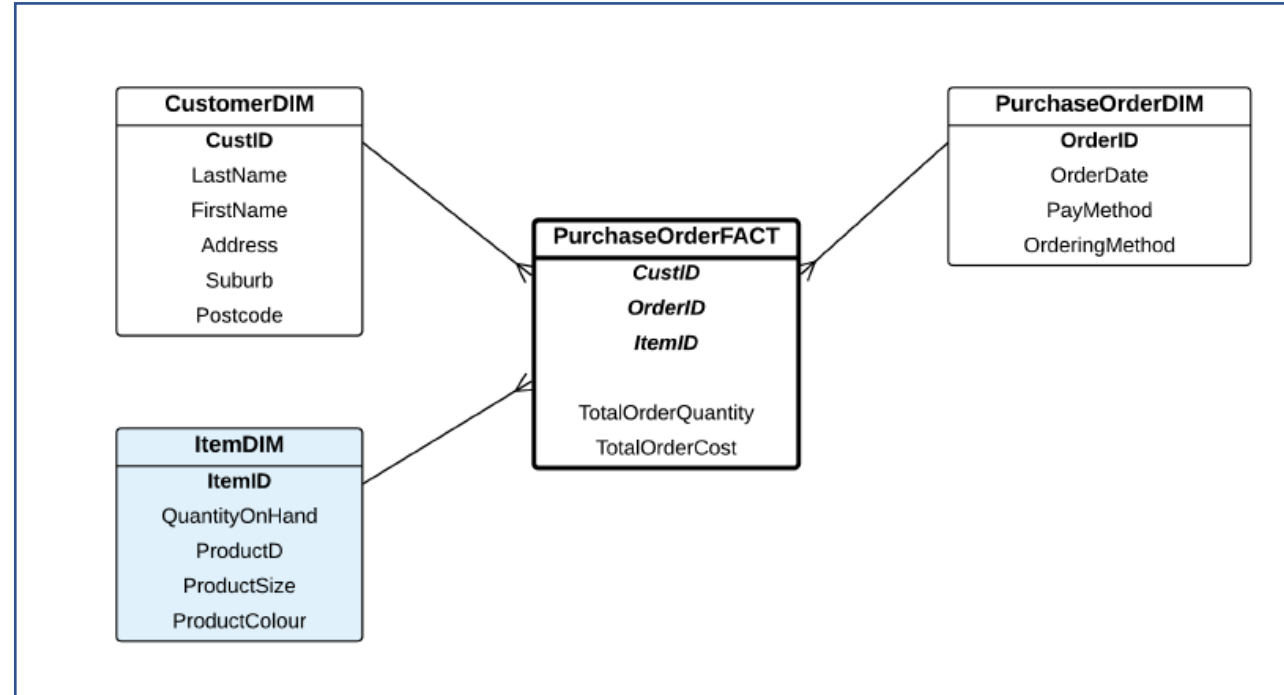 CustomerDIM
CustID
LastName
FirstName
Address
Suburb
Postcode
PurchaseOrderDIM
OrderID
OrderDate
PayMethod
OrderingMethod
PurchaseOrderFACT
CustID
OrderID
ItemID
TotalOrderQuantity
TotalOrderCost
ItemDIM
ItemID
QuantityOnHand
ProductD
ProductSize
ProductColour